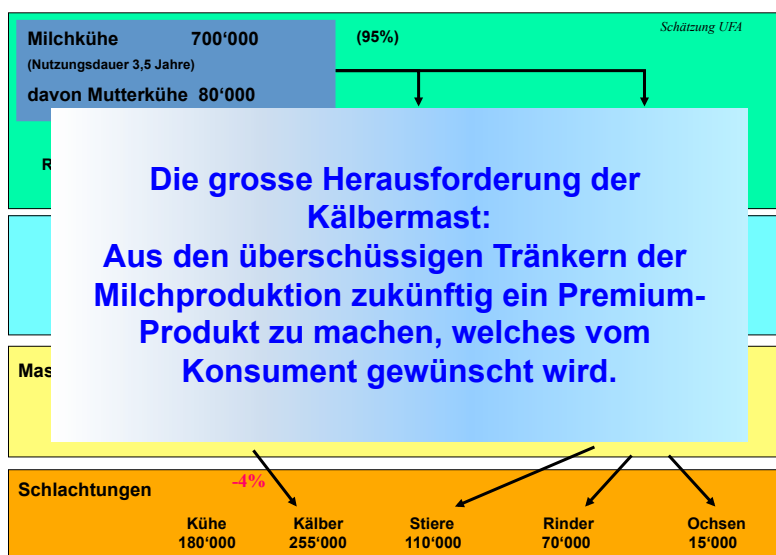 Milchkühe 700‘000 (95%) Schätzung UFA
(Nutzungsdauer 3,5 Jahre)
davon Mutterkühe 80‘000
Die grosse Herausforderung der
Kälbermast:
Aus den überschüssigen Tränkern der
Milchproduktion zukünftig ein Premium-
Produkt zu machen, welches vom
Konsument gewünscht wird.
Schlachtungen -4%
Kühe Kälber Stiere Rinder Ochsen
180‘000 255‘000 110‘000 70‘000 15‘000